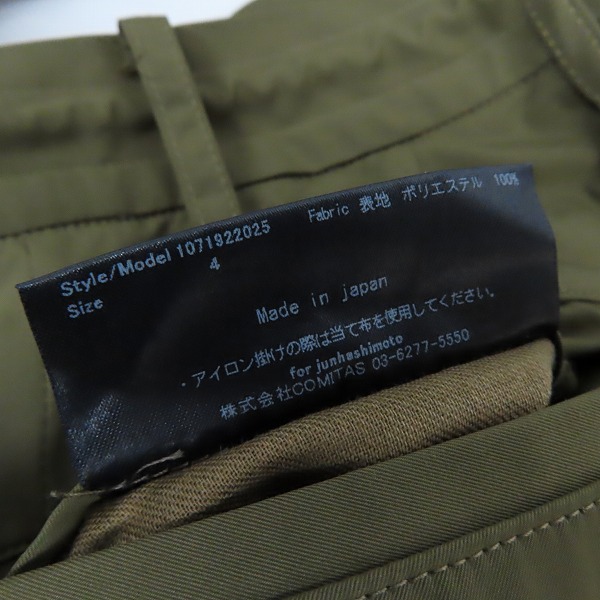 Style/Model 1071922025 Fabric 表地 ポリエステル 100%
Size 4
Made in japan
・アイロン掛けの際は当て布を使用してください。
for junhashimoto
株式会社COMITAS 03-6277-5550